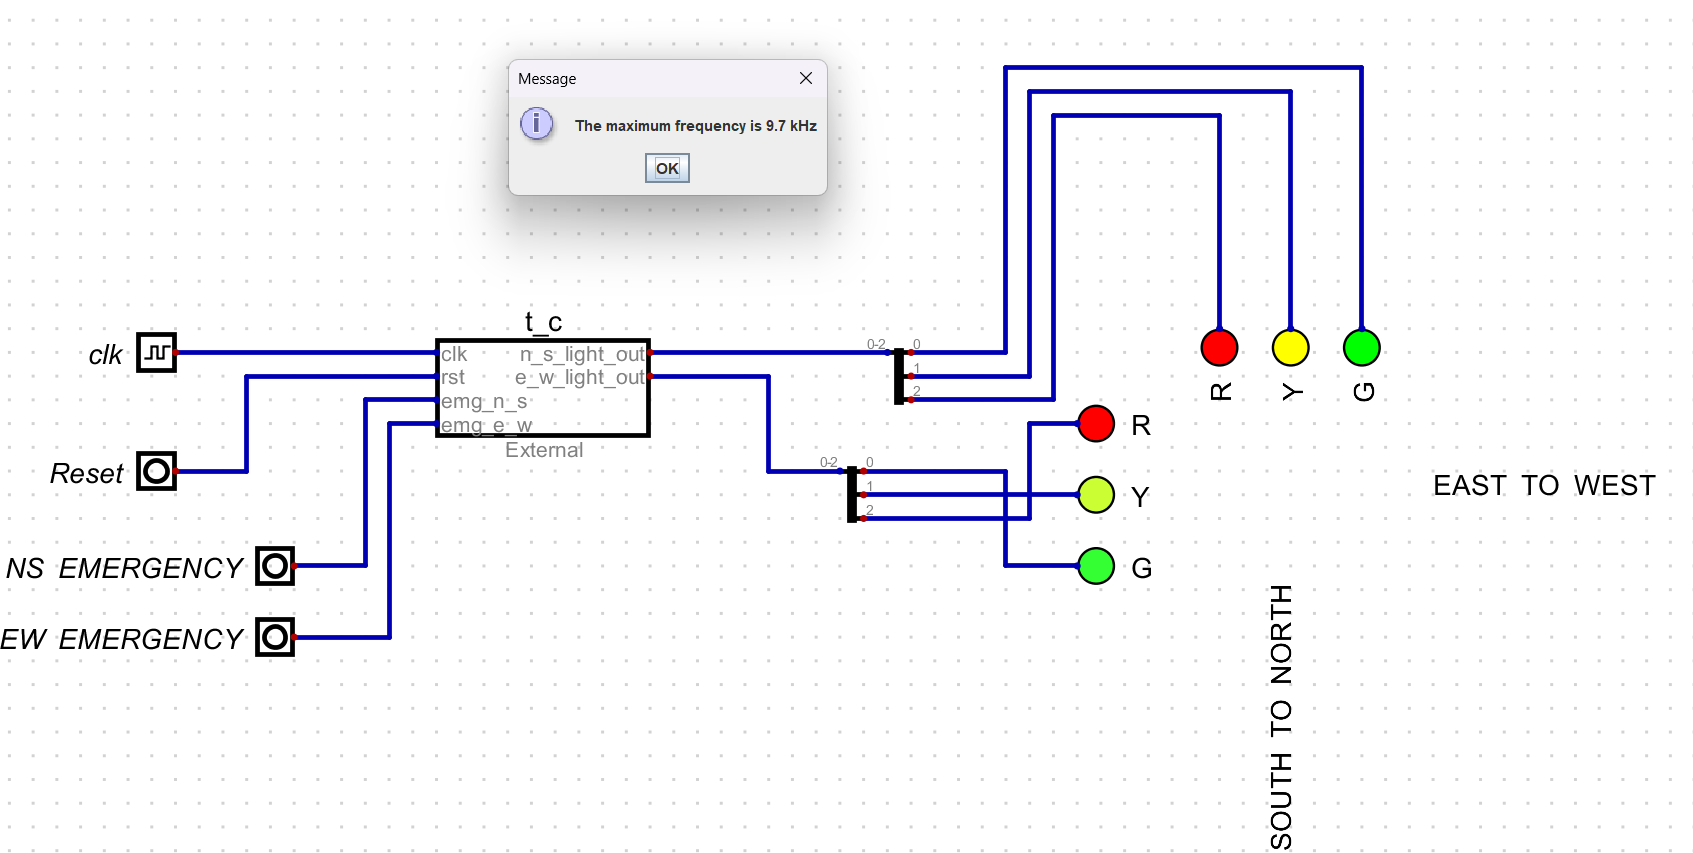 Message
The maximum frequency is 9.7 kHz
OK
t_c
clk
clk n_s_light_out
rst e_w_light_out
emg_n_s
emg_e_w
External
Reset
NS EMERGENCY
EW EMERGENCY
0-2
0
1
2
0-2
0
1
2
R
Y
G
R
Y
G
EAST TO WEST
SOUTH TO NORTH